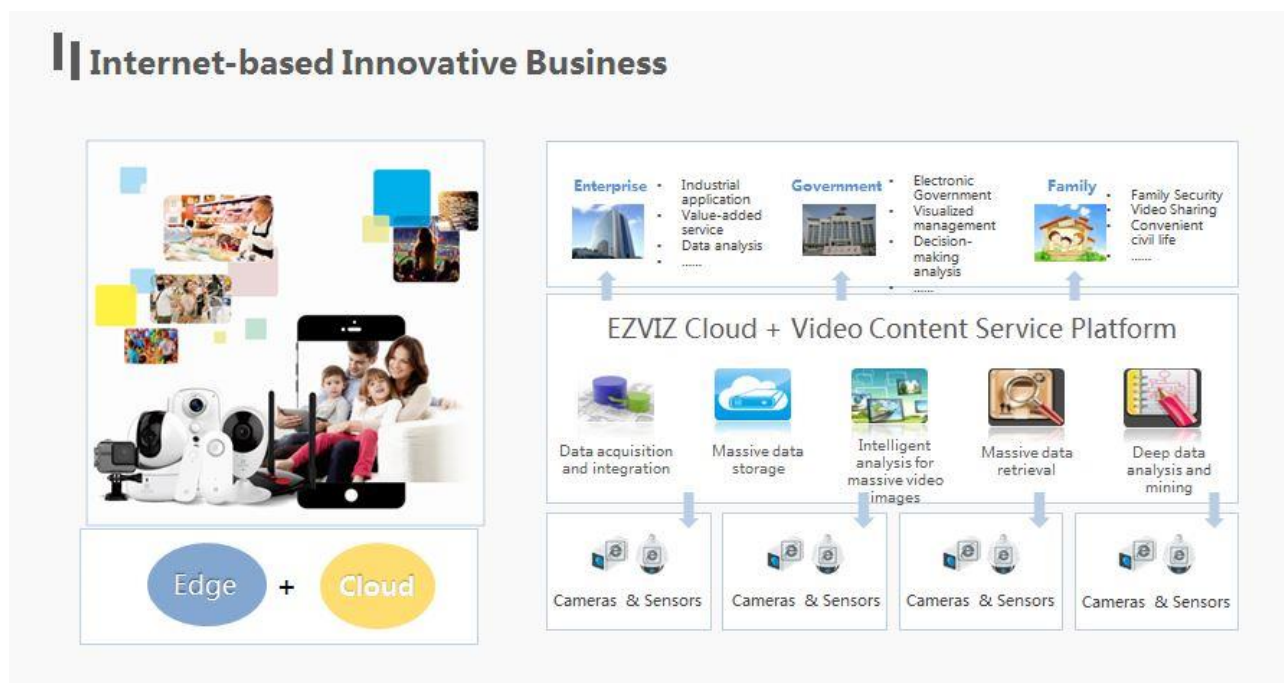 Internet-based Innovative Business
Edge + Cloud
Enterprise
• Industrial
application
• Value-added
service
• Data analysis
• ......
Government
• Electronic
Government
• Visualized
management
• Decision-
making
analysis
• ......
Family
• Family Security
• Video Sharing
• Convenient
civil life
• ......
EZVIZ Cloud + Video Content Service Platform
Data acquisition
and integration
Massive data
storage
Intelligent
analysis for
massive video
images
Massive data
retrieval
Deep data
analysis and
mining
Cameras & Sensors
Cameras & Sensors
Cameras & Sensors
Cameras & Sensors